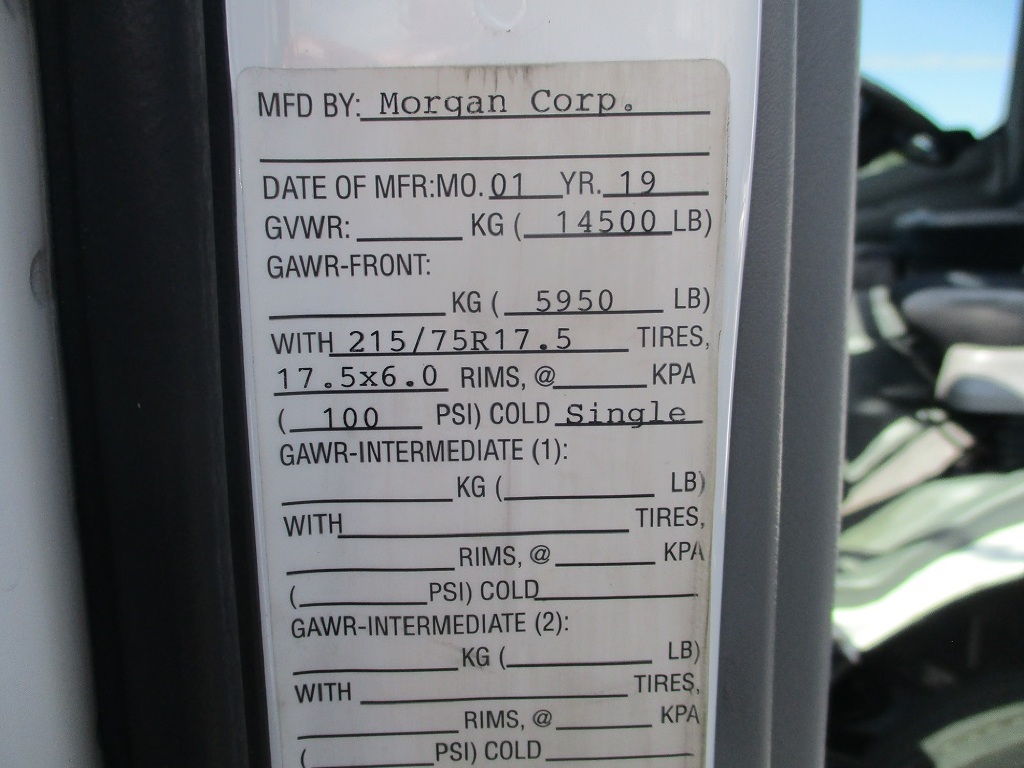 MFD BY: Morgan Corp.
DATE OF MFR:MO. 01 YR. 19
GVWR: KG ( 14500 LB)
GAWR-FRONT:
KG ( 5950 LB)
WITH 215/75R17.5 TIRES,
17.5x6.0 RIMS, @ KPA
( 100 PSI) COLD Single
GAWR-INTERMEDIATE (1):
KG ( LB)
WITH TIRES,
RIMS, @ KPA
( PSI) COLD
GAWR-INTERMEDIATE (2):
KG ( LB)
WITH TIRES,
RIMS, @ KPA
( PSI) COLD